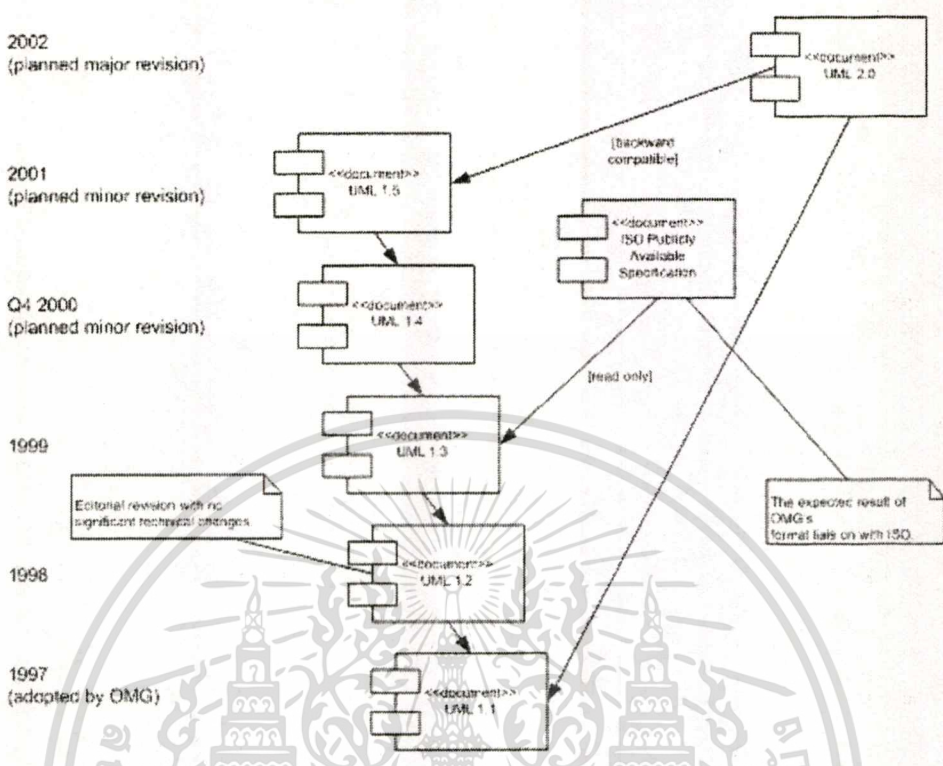 2002
(planned major revision)
<<document>>
UML 2.0
[backward
compatible]
2001
(planned minor revision)
<<document>>
UML 1.5
<<document>>
ISO Publicly
Available
Specification
Q4 2000
(planned minor revision)
<<document>>
UML 1.4
[read only]
1999
<<document>>
UML 1.3
Editorial revision with no
significant technical changes
The expected result of
OMG's
formal liaison with ISO.
1998
<<document>>
UML 1.2
1997
(adopted by OMG)
<<document>>
UML 1.1